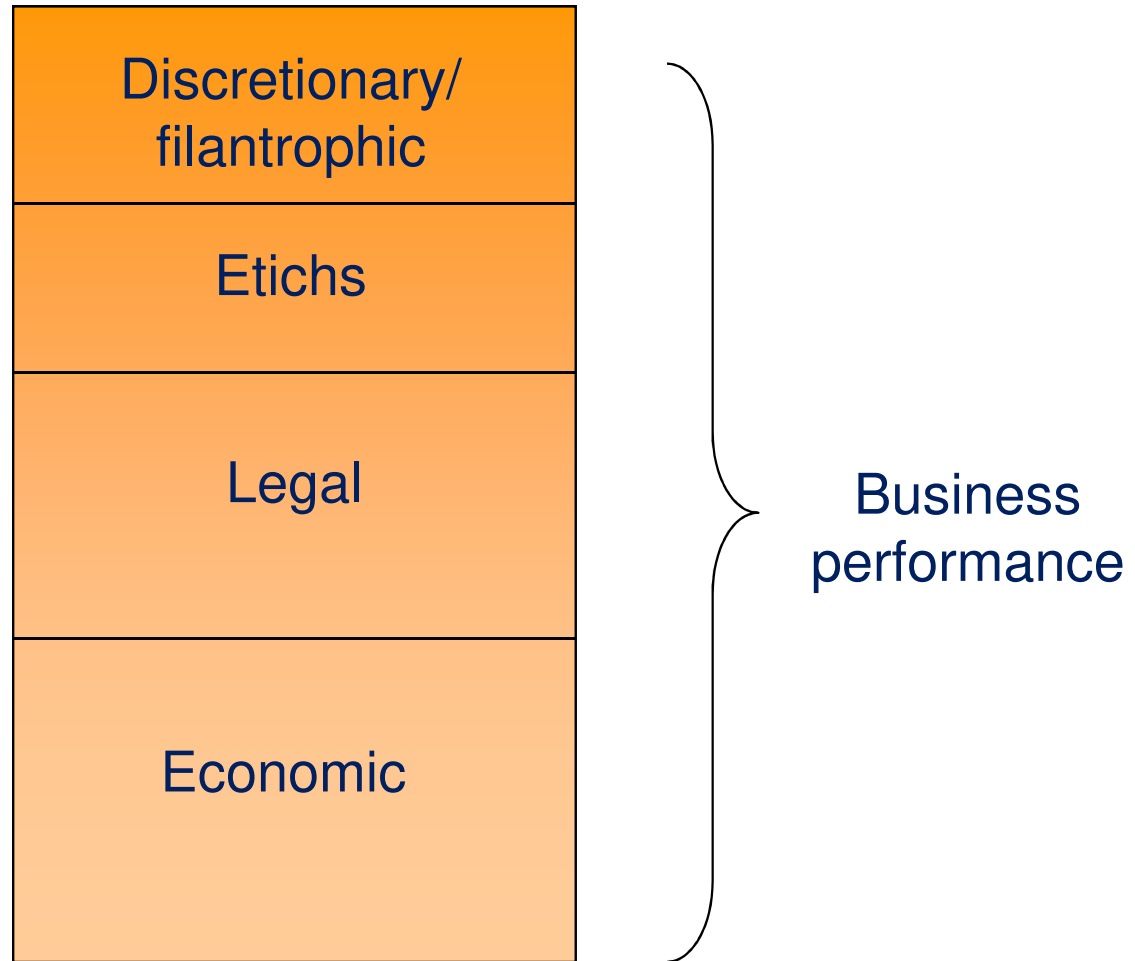 Discretionary/
filantrophic
Etichs
Legal
Economic
Business
performance